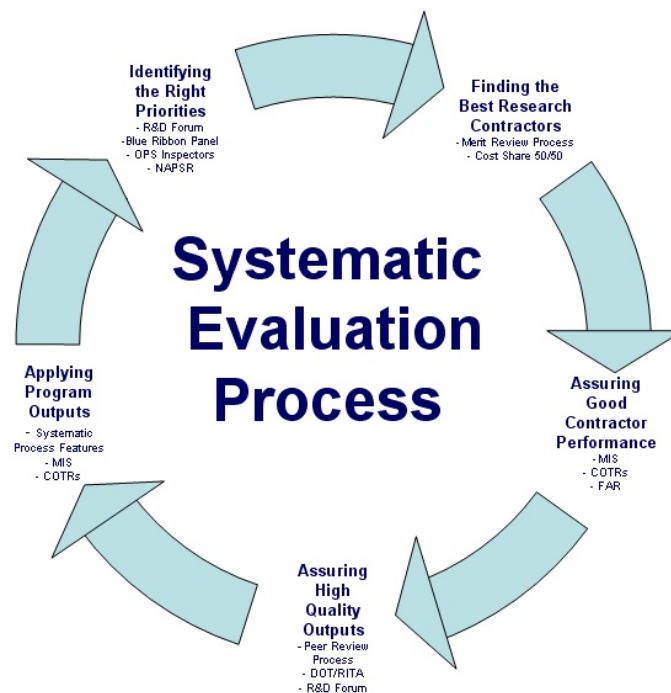 Identifying
the Right
Priorities
- R&D Forum
-Blue Ribbon Panel
- OPS Inspectors
- NAPSR
Finding the
Best Research
Contractors
- Merit Review Process
- Cost Share 50/50
Systematic
Evaluation
Process
Applying
Program
Outputs
- Systematic
Process Features
- MIS
- COTRs
Assuring
Good
Contractor
Performance
- MIS
- COTRs
- FAR
Assuring
High
Quality
Outputs
- Peer Review
Process
- DOT/RITA
- R&D Forum